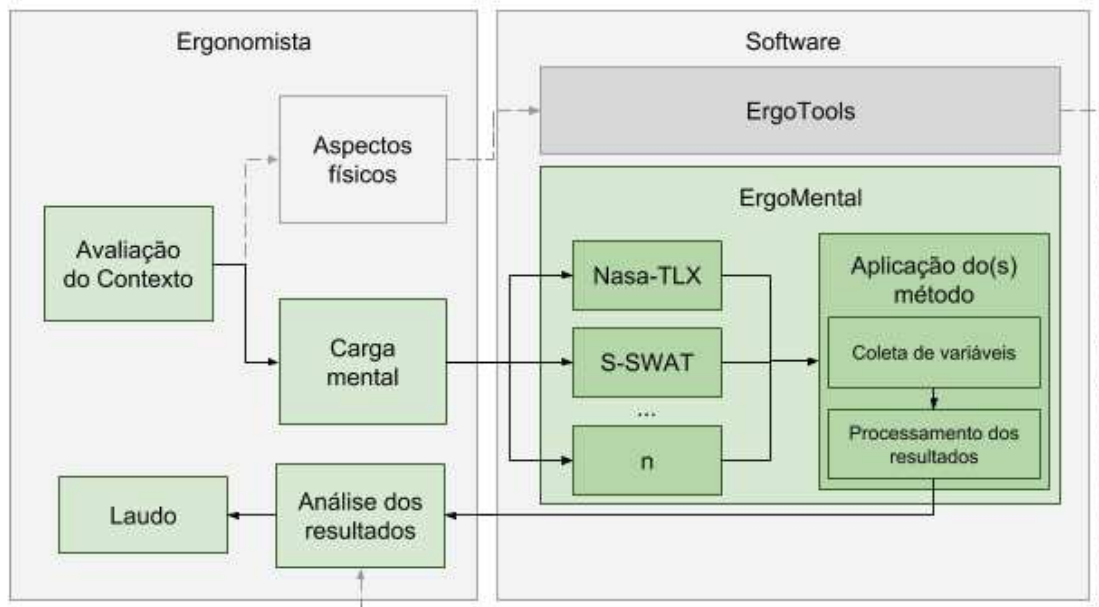 Ergonomista
Aspectos
físicos
Avaliação
do Contexto
Carga
mental
Análise dos
resultados
Laudo
Software
ErgoTools
ErgoMental
Nasa-TLX
S-SWAT
...
n
Aplicação do(s)
método
Coleta de variáveis
Processamento dos
resultados